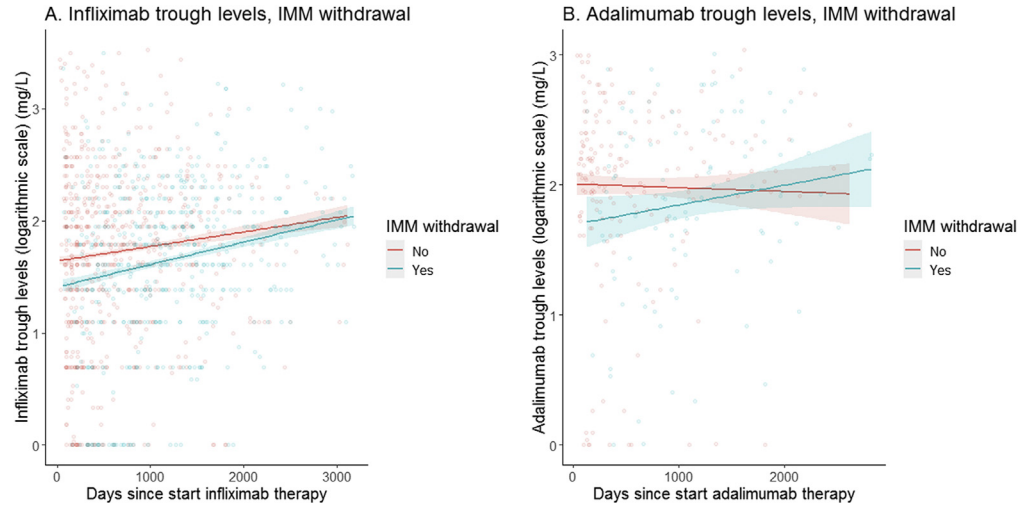 A. Infliximab trough levels, IMM withdrawal
Infliximab trough levels (logarithmic scale) (mg/L)
3
2
1
0
0 1000 2000 3000
Days since start infliximab therapy
IMM withdrawal
No
Yes
B. Adalimumab trough levels, IMM withdrawal
Adalimumab trough levels (logarithmic scale) (mg/L)
3
2
1
0
0 1000 2000
Days since start adalimumab therapy
IMM withdrawal
No
Yes